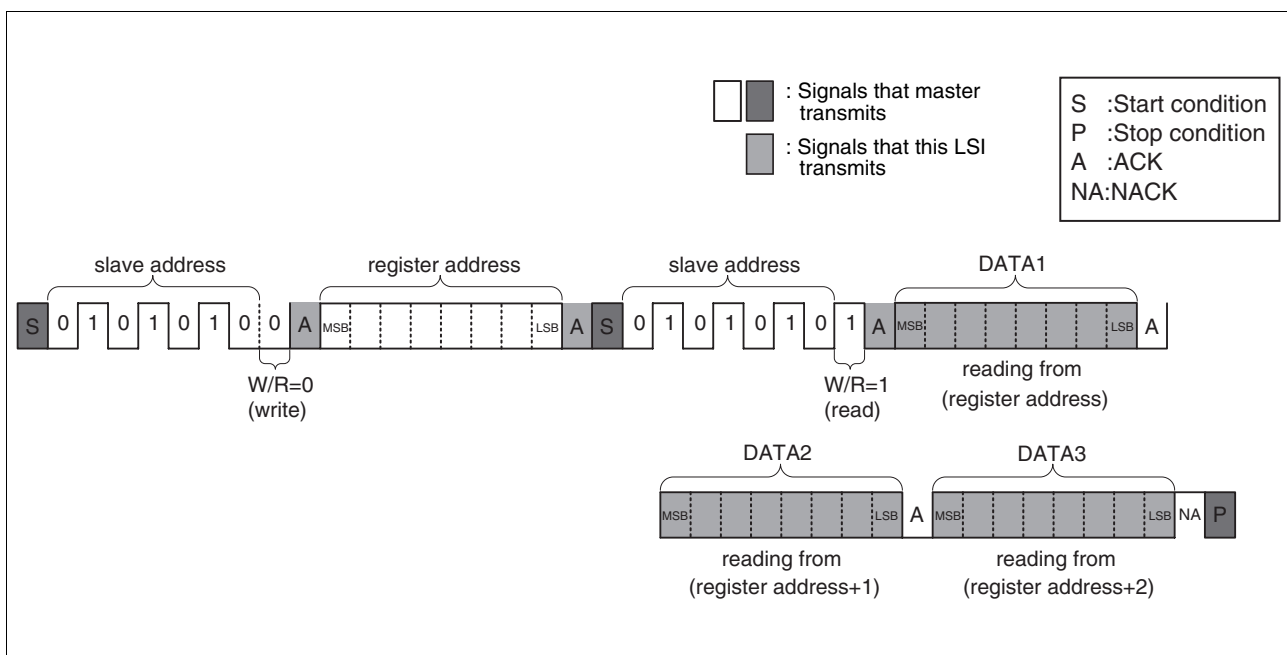 : Signals that master
transmits
: Signals that this LSI
transmits
S :Start condition
P :Stop condition
A :ACK
NA:NACK
slave address register address slave address DATA1
S 0 1 0 1 0 1 0 0 A MSB LSB A S 0 1 0 1 0 1 0 1 A MSB LSB A
W/R=0 W/R=1 reading from
(write) (read) (register address)
DATA2 DATA3
MSB LSB A MSB LSB NA P
reading from reading from
(register address+1) (register address+2)